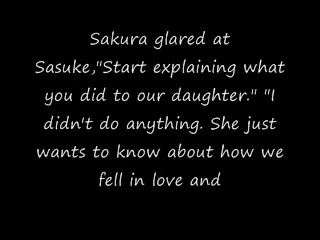 Sakura glared at
Sasuke,"Start explaining what
you did to our daughter." "I
didn't do anything. She just
wants to know about how we
fell in love and